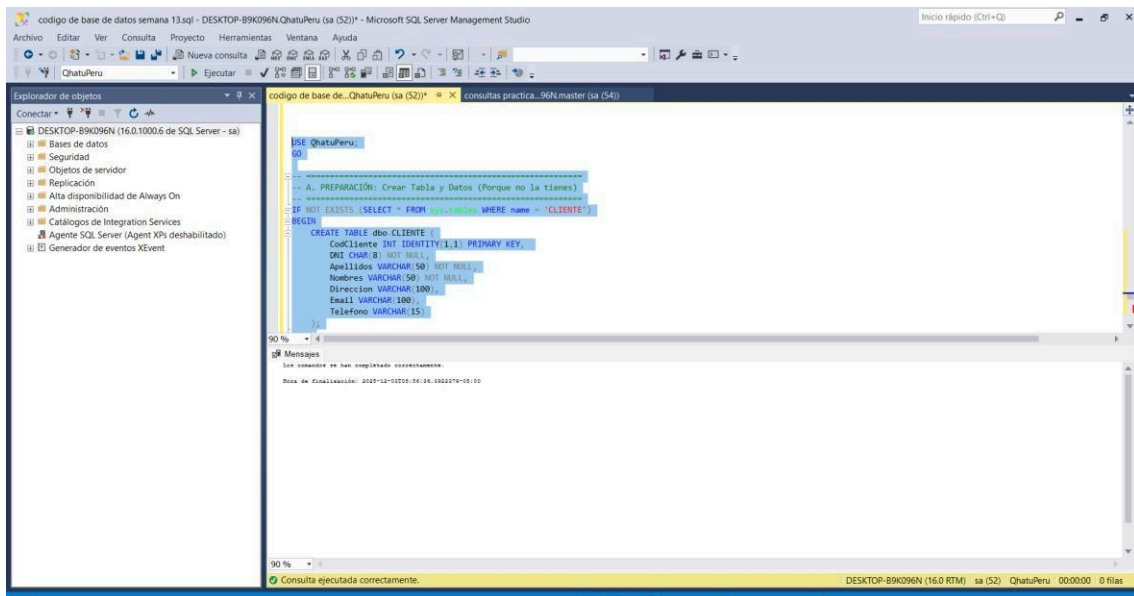 codigo de base de datos semana 13.sql - DESKTOP-B9K096N.QhatuPeru (sa (52))* - Microsoft SQL Server Management Studio
Inicio rápido (Ctrl+Q)
Archivo Editar Ver Consulta Proyecto Herramientas Ventana Ayuda
Nueva consulta
QhatuPeru
Ejecutar
Explorador de objetos
codigo de base de...QhatuPeru (sa (52))*
consultas practica...96N.master (sa (54))
Conectar
DESKTOP-B9K096N (16.0.1000.6 de SQL Server - sa)
Bases de datos
Seguridad
Objetos de servidor
Replicación
Alta disponibilidad de Always On
Administración
Catálogos de Integration Services
Agente SQL Server (Agent XPs deshabilitado)
Generador de eventos XEvent
USE QhatuPeru;
GO
-- A. PREPARACIÓN: Crear Tabla y Datos (Porque no la tienes)
IF NOT EXISTS (SELECT * FROM sys.tables WHERE name = 'CLIENTE')
BEGIN
CREATE TABLE dbo.CLIENTE (
CodCliente INT IDENTITY(1,1) PRIMARY KEY,
DNI CHAR(8) NOT NULL,
Apellidos VARCHAR(50) NOT NULL,
Nombres VARCHAR(50) NOT NULL,
Direccion VARCHAR(100),
Email VARCHAR(100),
Telefono VARCHAR(15)
);
90 %
Mensajes
Los comandos se han completado correctamente.
Hora de finalización:
90 %
Consulta ejecutada correctamente.
DESKTOP-B9K096N (16.0 RTM) sa (52) QhatuPeru 00:00:00 0 filas